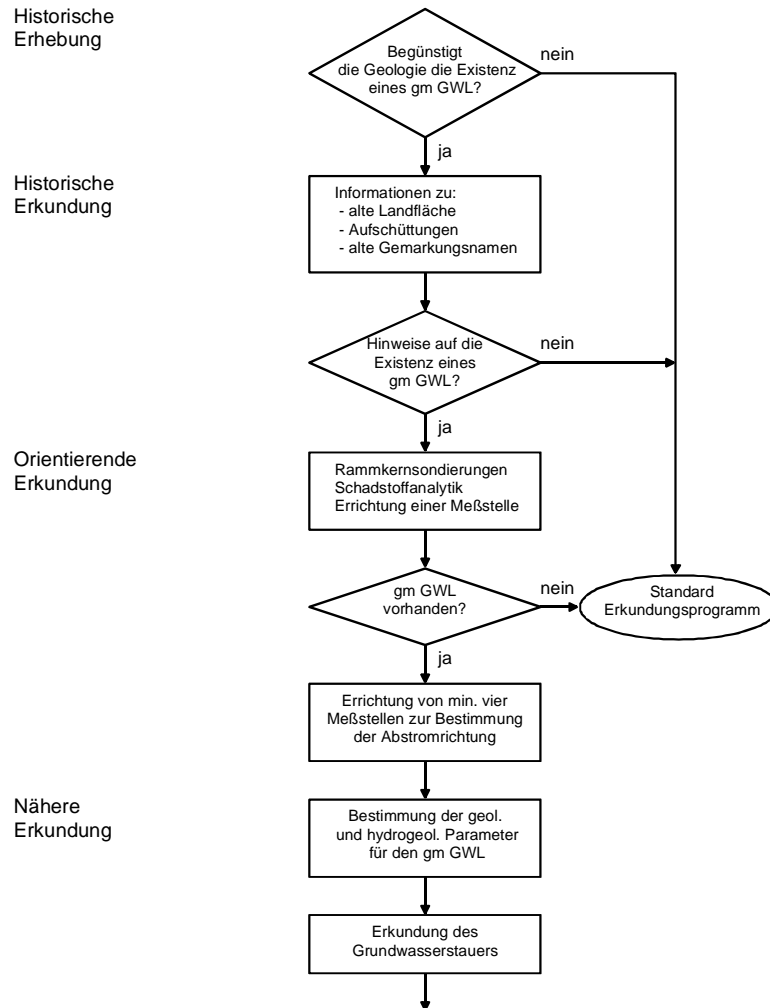 Historische
Erhebung
Begünstigt
die Geologie die Existenz
eines gm GWL?
nein
ja
Historische
Erkundung
Informationen zu:
- alte Landfläche
- Aufschüttungen
- alte Gemarkungsnamen
Hinweise auf die
Existenz eines
gm GWL?
nein
ja
Orientierende
Erkundung
Rammkernsondierungen
Schadstoffanalytik
Errichtung einer Meßstelle
gm GWL
vorhanden?
nein
Standard
Erkundungsprogramm
ja
Errichtung von min. vier
Meßstellen zur Bestimmung
der Abstromrichtung
Nähere
Erkundung
Bestimmung der geol.
und hydrogeol. Parameter
für den gm GWL
Erkundung des
Grundwasserstauers